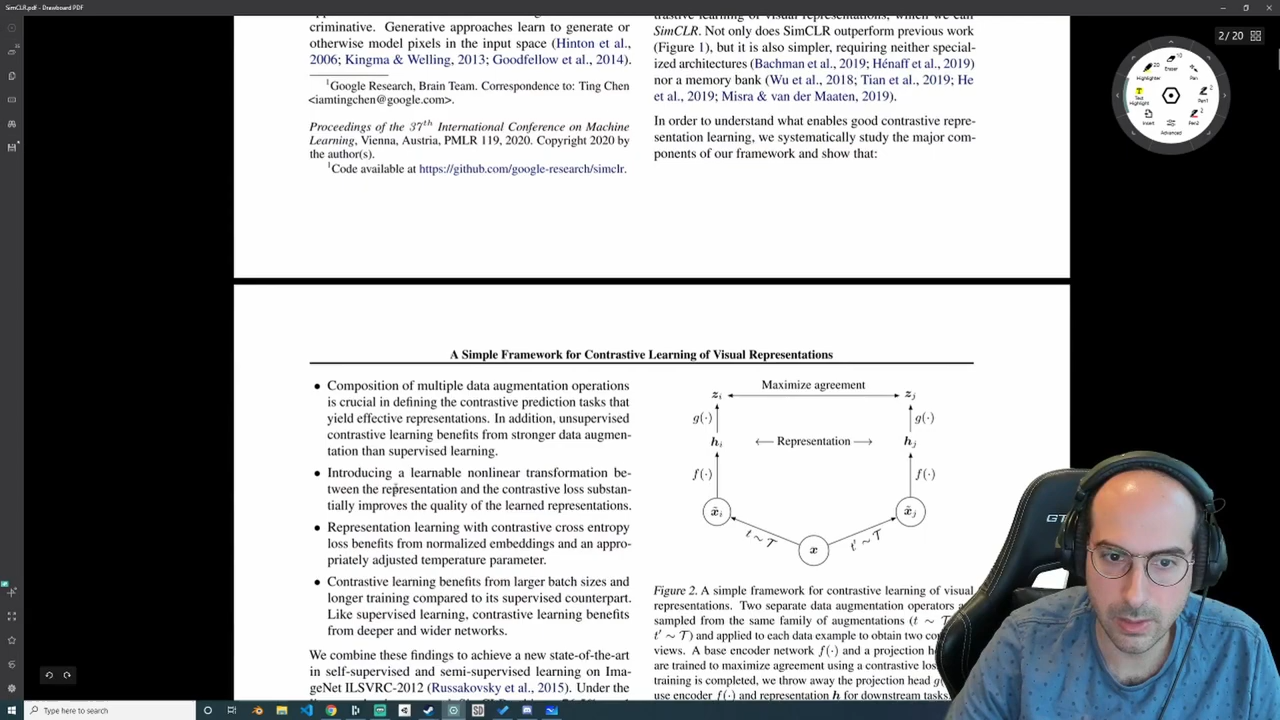 SimCLR.pdf - Drawboard PDF
2/20
criminative. Generative approaches learn to generate or
otherwise model pixels in the input space (Hinton et al.,
2006; Kingma & Welling, 2013; Goodfellow et al., 2014).
1Google Research, Brain Team. Correspondence to: Ting Chen
<iamtingchen@google.com>.
Proceedings of the 37th International Conference on Machine
Learning, Vienna, Austria, PMLR 119, 2020. Copyright 2020 by
the author(s).
1Code available at https://github.com/google-research/simclr.
SimCLR. Not only does SimCLR outperform previous work
(Figure 1), but it is also simpler, requiring neither special-
ized architectures (Bachman et al., 2019; Hénaff et al., 2019)
nor a memory bank (Wu et al., 2018; Tian et al., 2019; He
et al., 2019; Misra & van der Maaten, 2019).
In order to understand what enables good contrastive repre-
sentation learning, we systematically study the major com-
ponents of our framework and show that:
Highlighter
Eraser
Pen
Text
Highlight
Pen1
Insert
Pen2
Advanced
A Simple Framework for Contrastive Learning of Visual Representations
• Composition of multiple data augmentation operations
is crucial in defining the contrastive prediction tasks that
yield effective representations. In addition, unsupervised
contrastive learning benefits from stronger data augmen-
tation than supervised learning.
• Introducing a learnable nonlinear transformation be-
tween the representation and the contrastive loss substan-
tially improves the quality of the learned representations.
• Representation learning with contrastive cross entropy
loss benefits from normalized embeddings and an appro-
priately adjusted temperature parameter.
• Contrastive learning benefits from larger batch sizes and
longer training compared to its supervised counterpart.
Like supervised learning, contrastive learning benefits
from deeper and wider networks.
We combine these findings to achieve a new state-of-the-art
in self-supervised and semi-supervised learning on Ima-
geNet ILSVRC-2012 (Russakovsky et al., 2015). Under the
Maximize agreement
z_i z_j
g(·) g(·)
h_i ← Representation → h_j
f(·) f(·)
x̃_i x̃_j
t ~ T t′ ~ T
x
Figure 2. A simple framework for contrastive learning of visual
representations. Two separate data augmentation operators
sampled from the same family of augmentations (t ~
t′ ~ T) and applied to each data example to obtain two
views. A base encoder network f(·) and a projection
are trained to maximize agreement using a contrastive
training is completed, we throw away the projection head
use encoder f(·) and representation h for downstream tasks.
GT
Type here to search